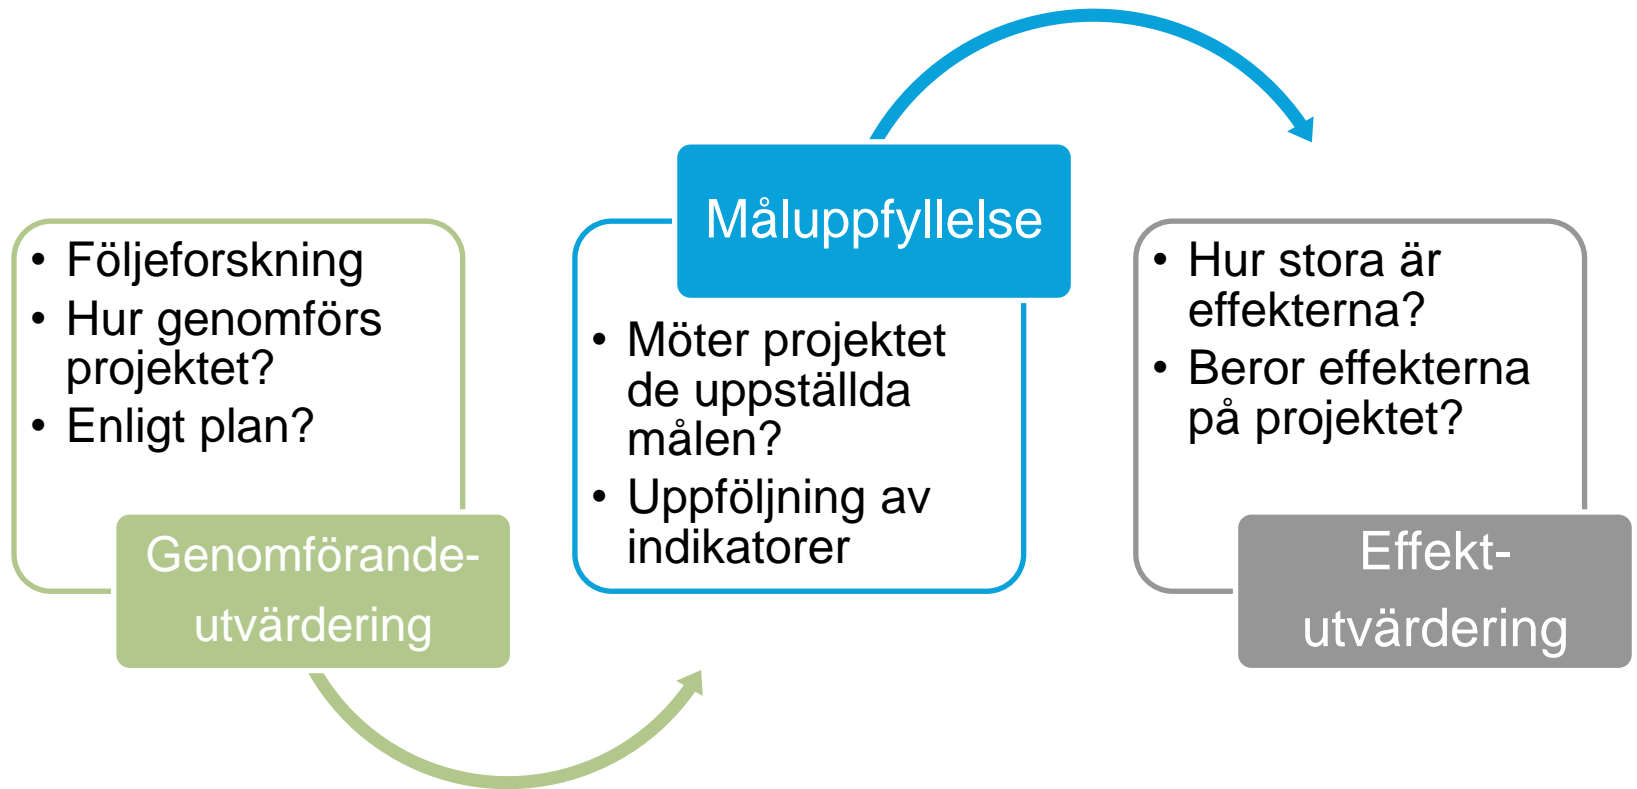 • Följeforskning
• Hur genomförs
projektet?
• Enligt plan?
Genomförande-
utvärdering
Måluppfyllelse
• Möter projektet
de uppställda
målen?
• Uppföljning av
indikatorer
• Hur stora är
effekterna?
• Beror effekterna
på projektet?
Effekt-
utvärdering